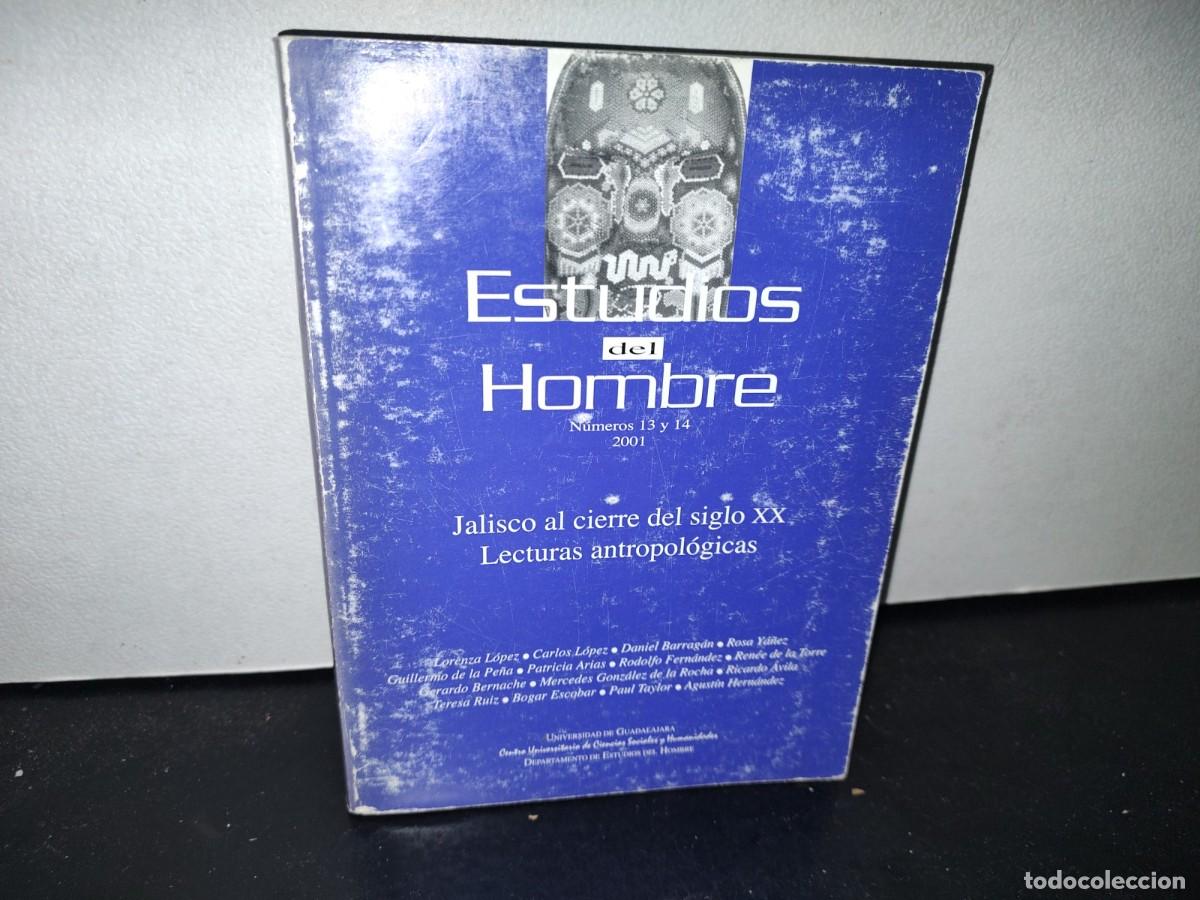 Estudios
del
Hombre
Números 13 y 14
2001
Jalisco al cierre del siglo XX
Lecturas antropológicas
Lorenza López • Carlos López • Daniel Barragán • Rosa Yáñez
Guillermo de la Peña • Patricia Arias • Rodolfo Fernández • Renée de la Torre
Gerardo Bernache • Mercedes González de la Rocha • Ricardo Ávila
Teresa Ruiz • Bogar Escobar • Paul Taylor • Agustín Hernández
Universidad de Guadalajara
Centro Universitario de Ciencias Sociales y Humanidades
Departamento de Estudios del Hombre
todocoleccion